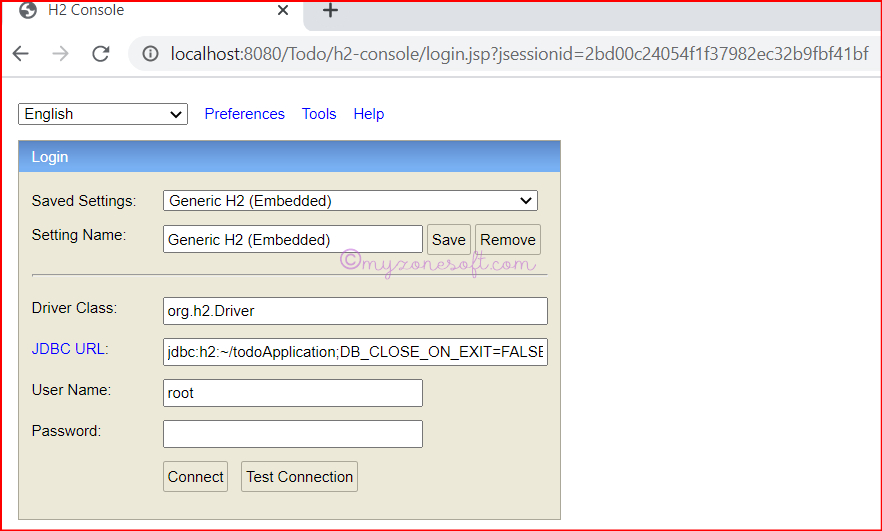 H2 Console
localhost:8080/Todo/h2-console/login.jsp?jsessionid=2bd00c24054f1f37982ec32b9fbf41bf
English Preferences Tools Help
Login
Saved Settings: Generic H2 (Embedded)
Setting Name: Generic H2 (Embedded) Save Remove
©myzonesoft.com
Driver Class: org.h2.Driver
JDBC URL: jdbc:h2:~/todoApplication;DB_CLOSE_ON_EXIT=FALSE
User Name: root
Password:
Connect Test Connection